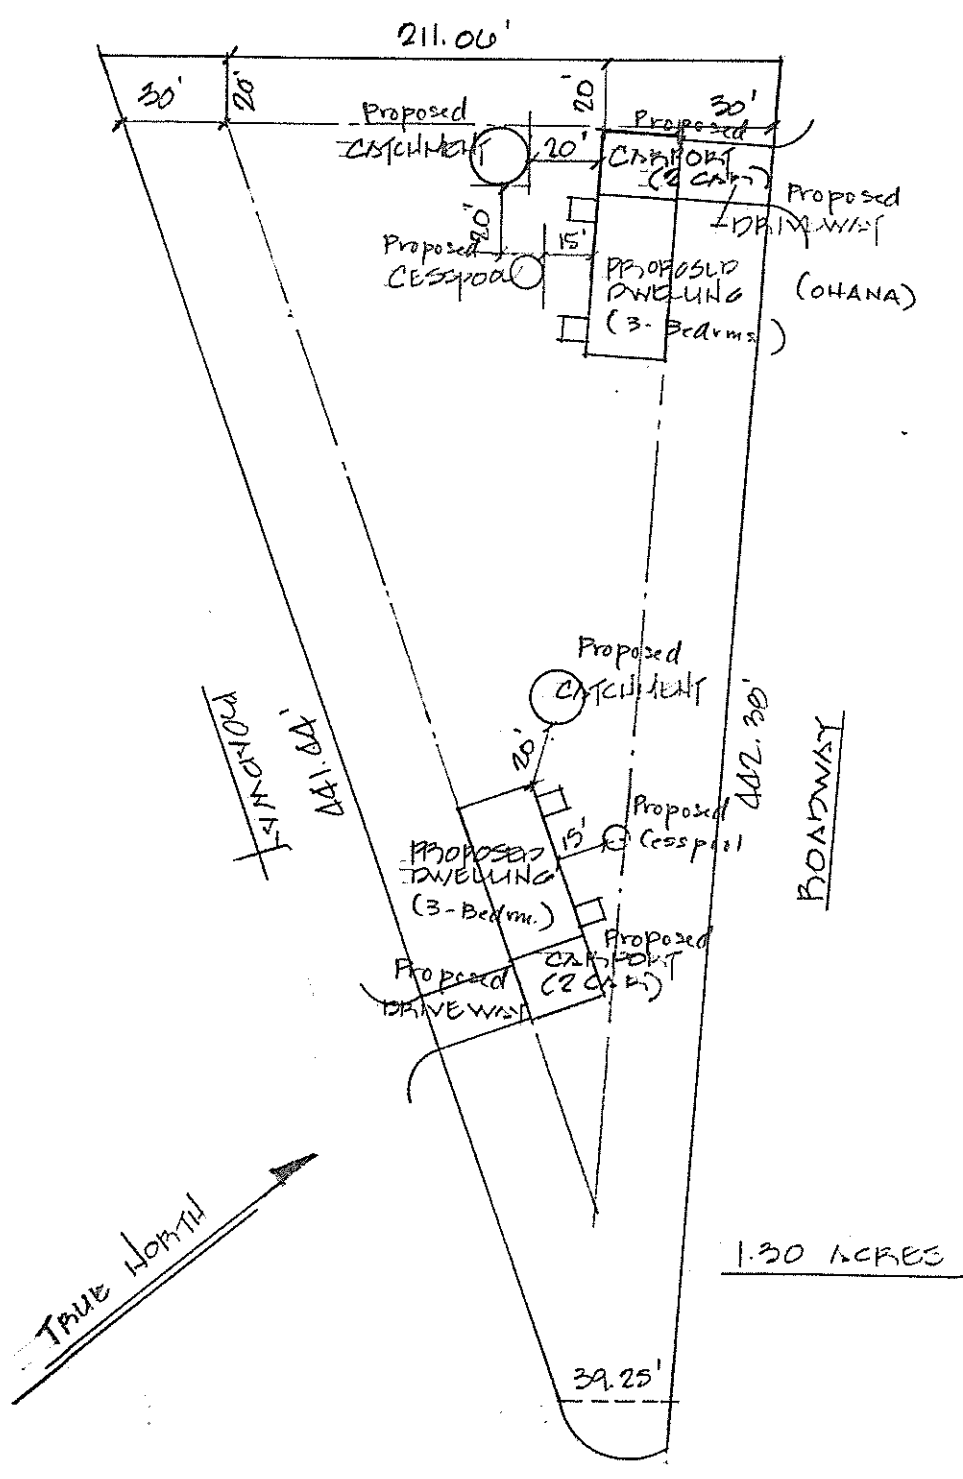 211.06'
30'
20'
20'
30'
Proposed
CATCHMENT
20'
Proposed
CARPORT
(2 CAR)
Proposed
DRIVEWAY
20'
Proposed
CESSPOOL
15'
PROPOSED
DWELLING
(3-Bedrms.)
(OHANA)
Proposed
CATCHMENT
20'
441.44'
442.30'
ROADWAY
Proposed
Cesspool
15'
PROPOSED
DWELLING
(3-Bedrm.)
Proposed
CARPORT
(2 CAR)
Proposed
DRIVEWAY
TRUE NORTH
1.30 ACRES
39.25'